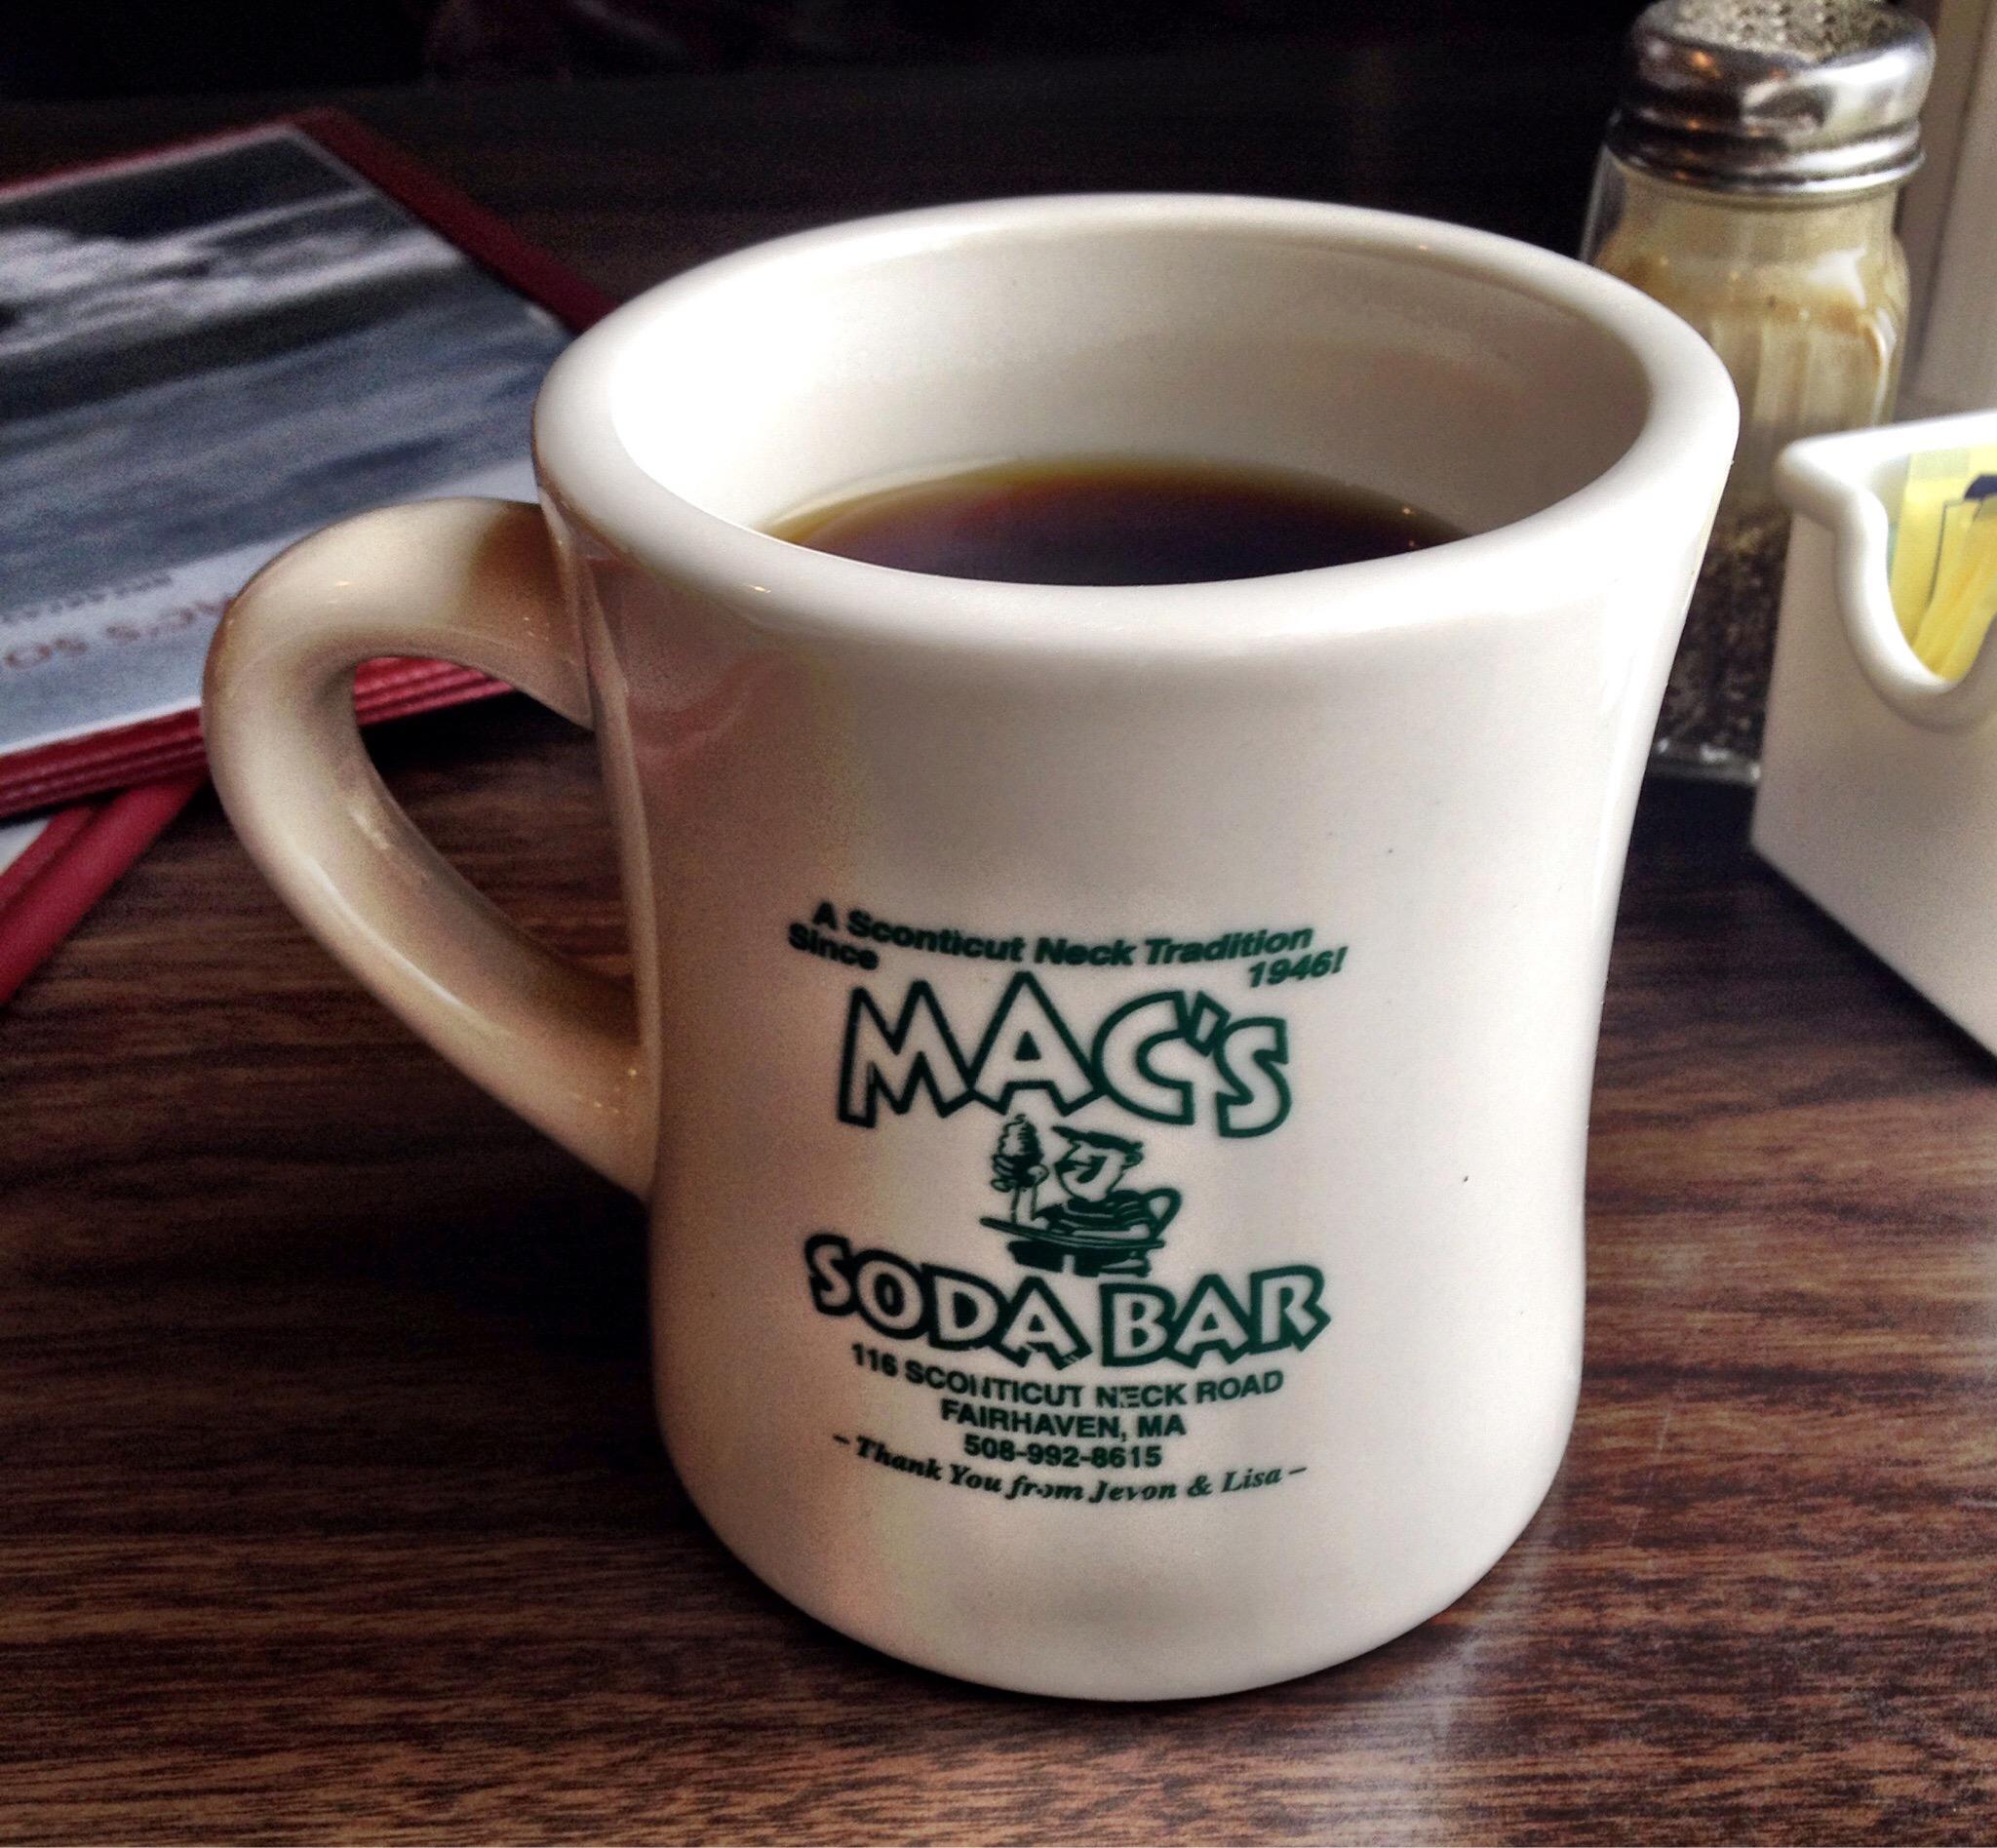 A Sconticut Neck Tradition
Since 1946!
MAC'S
SODA BAR
116 SCONTICUT NECK ROAD
FAIRHAVEN, MA
508-992-8615
- Thank You from Jevon & Lisa -